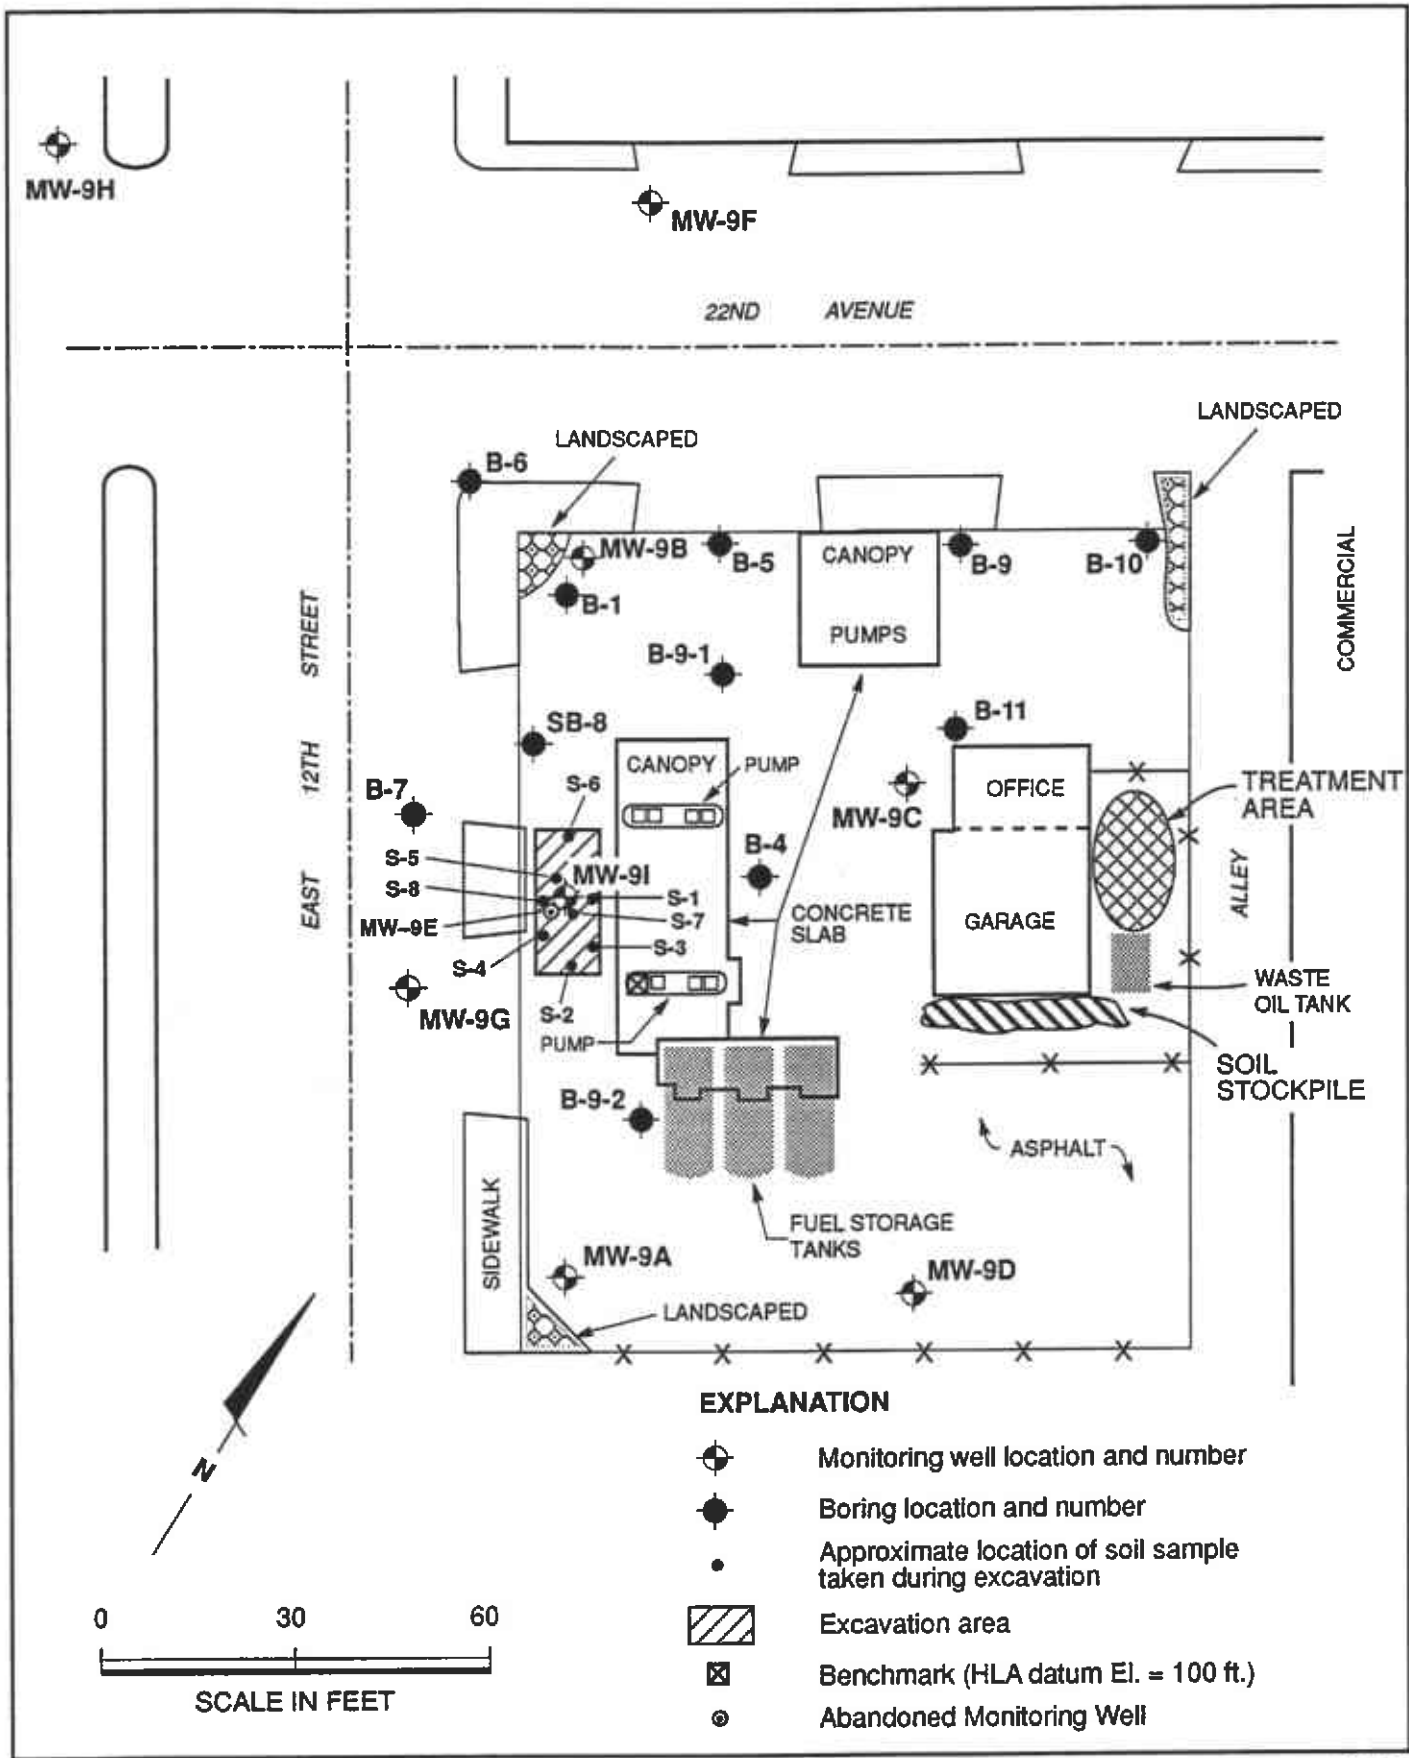 MW-9H
MW-9F
22ND AVENUE
LANDSCAPED
LANDSCAPED
B-6
MW-9B
B-5
CANOPY
B-9
B-10
B-1
PUMPS
COMMERCIAL
EAST 12TH STREET
B-9-1
SB-8
B-11
CANOPY
PUMP
S-6
OFFICE
TREATMENT
AREA
B-7
MW-9C
B-4
S-5
MW-9I
S-8
S-1
MW-9E
S-7
CONCRETE
SLAB
GARAGE
ALLEY
S-3
S-4
WASTE
OIL TANK
MW-9G
S-2
PUMP
SOIL
STOCKPILE
B-9-2
ASPHALT
SIDEWALK
FUEL STORAGE
TANKS
MW-9A
MW-9D
LANDSCAPED
N
EXPLANATION
Monitoring well location and number
Boring location and number
Approximate location of soil sample
taken during excavation
Excavation area
Benchmark (HLA datum El. = 100 ft.)
Abandoned Monitoring Well
0 30 60
SCALE IN FEET